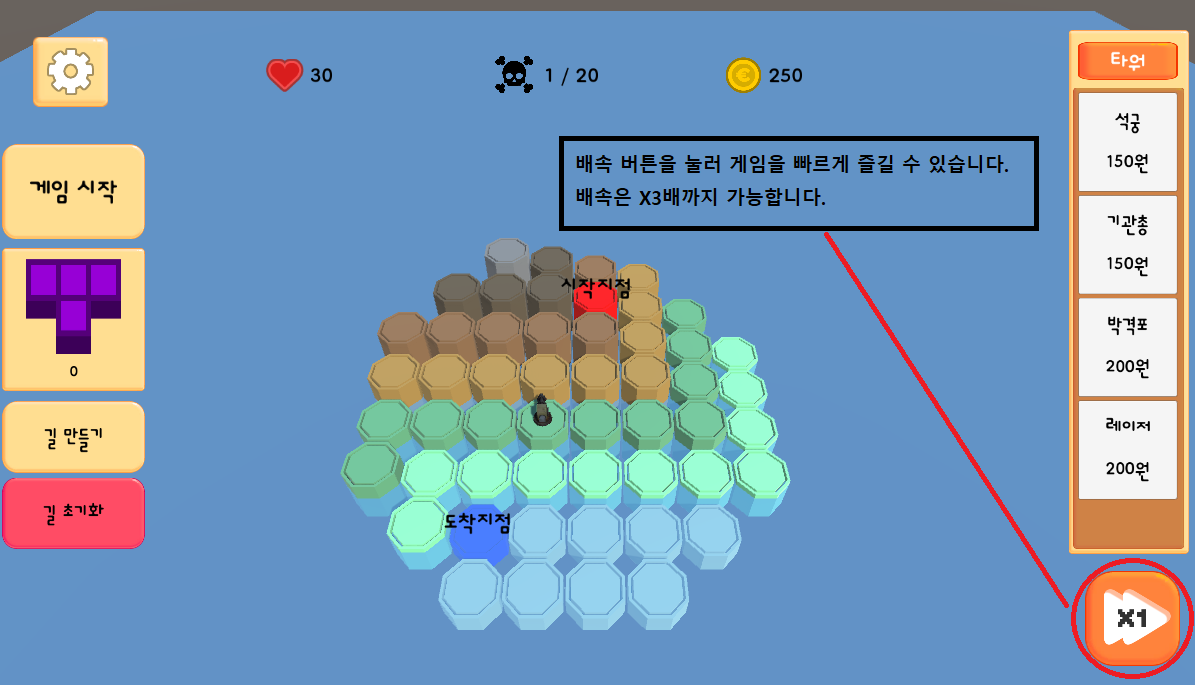 30
1 / 20
250
타워
게임 시작
배속 버튼을 눌러 게임을 빠르게 즐길 수 있습니다.
배속은 X3배까지 가능합니다.
석궁
150원
기관총
150원
시작지점
박격포
200원
0
길 만들기
레이저
200원
길 초기화
도착지점
X1